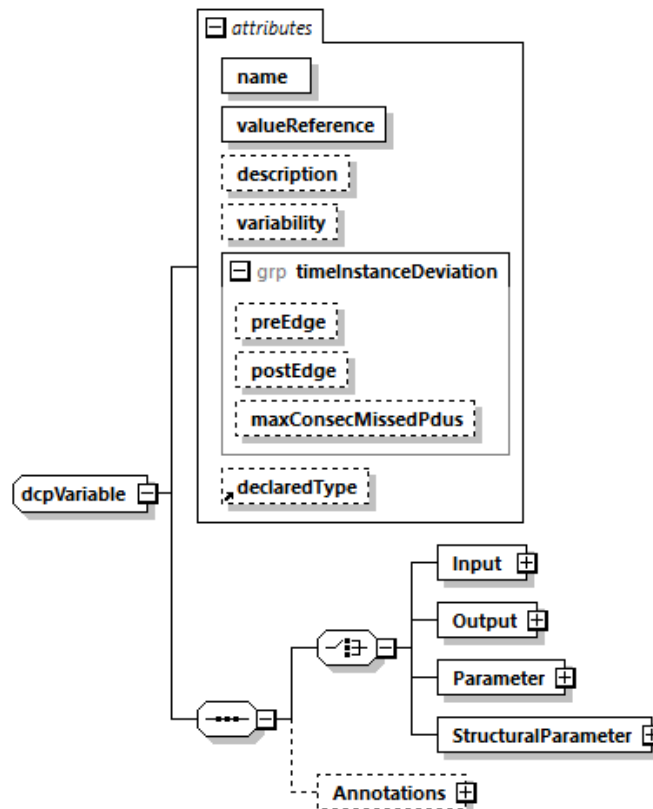 attributes
name
valueReference
description
variability
grp timeInstanceDeviation
preEdge
postEdge
maxConsecMissedPdus
declaredType
dcpVariable
Input
Output
Parameter
StructuralParameter
Annotations